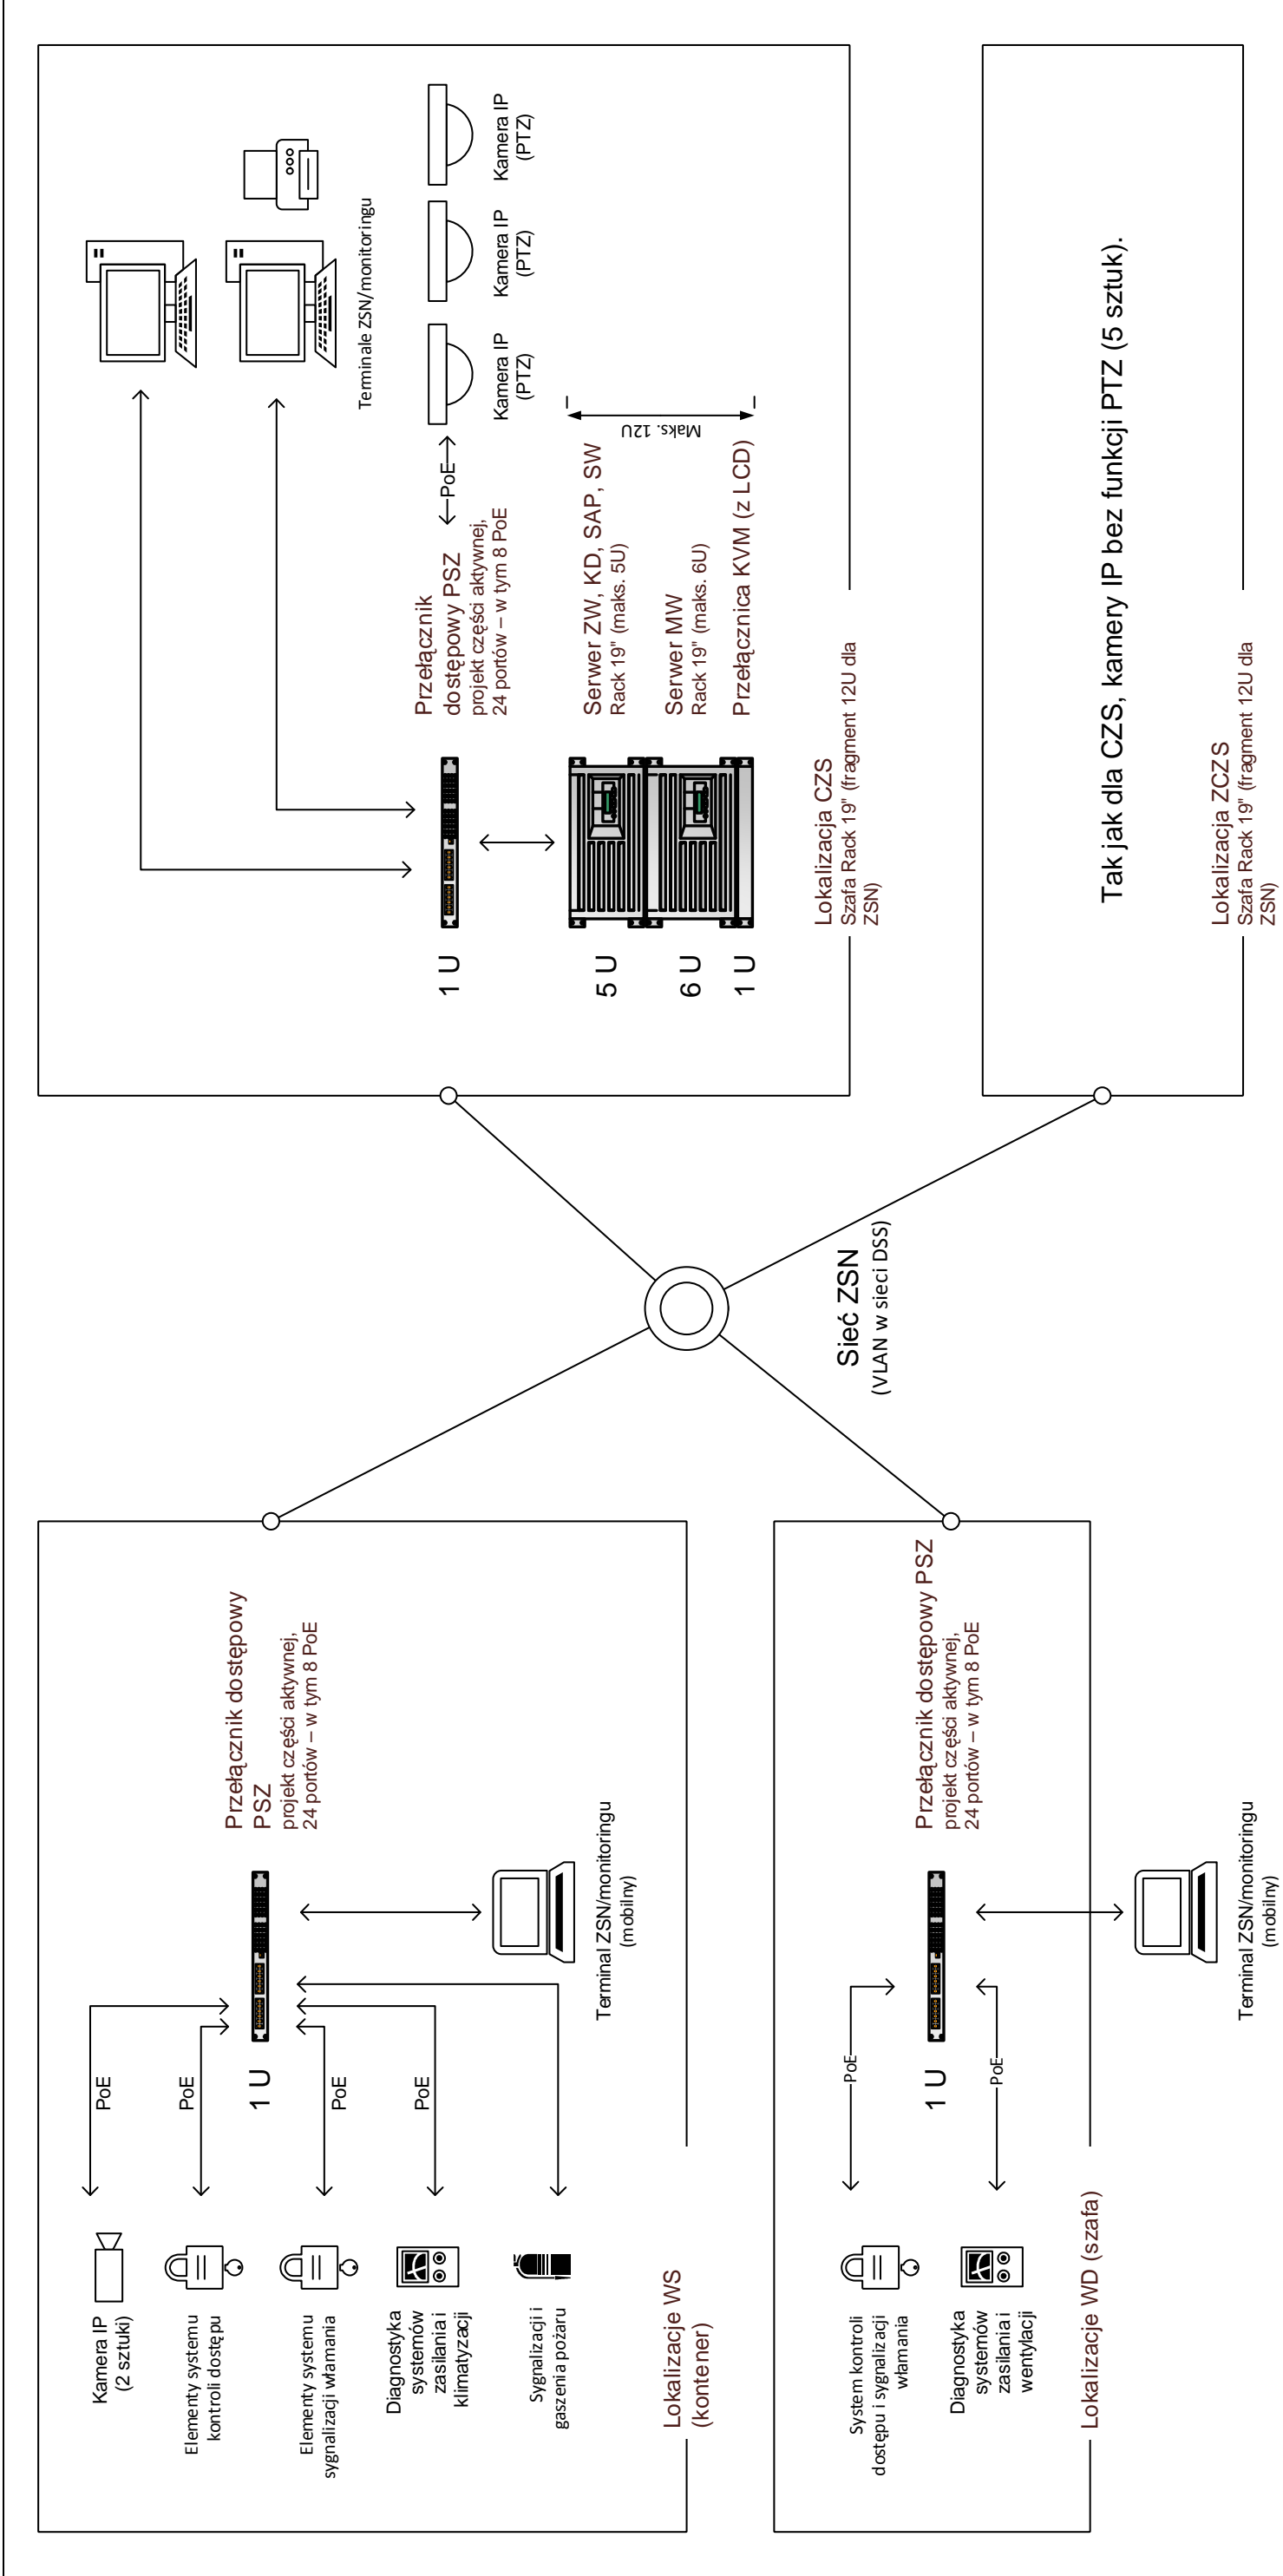 Kamera IP
(2 sztuki)
PoE
Elementy systemu
kontroli dostępu
PoE
Elementy systemu
sygnalizacji włamania
PoE
Diagnostyka
systemów
zasilania i
klimatyzacji
PoE
Sygnalizacji i
gaszenia pożaru
1 U
Przełącznik dostępowy
PSZ
projekt części aktywnej,
24 portów – w tym 8 PoE
Terminal ZSN/monitoringu
(mobilny)
Lokalizacje WS
(kontener)
System kontroli
dostępu i sygnalizacji
włamania
PoE
Diagnostyka
systemów
zasilania i
wentylacji
PoE
1 U
Przełącznik dostępowy PSZ
projekt części aktywnej,
24 portów – w tym 8 PoE
Terminal ZSN/monitoringu
(mobilny)
Lokalizacje WD (szafa)
Sieć ZSN
(VLAN w sieci DSS)
Terminale ZSN/monitoringu
1 U
Przełącznik
dostępowy PSZ
projekt części aktywnej,
24 portów – w tym 8 PoE
PoE
Kamera IP
(PTZ)
Kamera IP
(PTZ)
Kamera IP
(PTZ)
5 U
Serwer ZW, KD, SAP, SW
Rack 19" (maks. 5U)
6 U
Serwer MW
Rack 19" (maks. 6U)
1 U
Przełącznica KVM (z LCD)
Maks. 12U
Lokalizacja CZS
Szafa Rack 19" (fragment 12U dla
ZSN)
Tak jak dla CZS, kamery IP bez funkcji PTZ (5 sztuk).
Lokalizacja ZCZS
Szafa Rack 19" (fragment 12U dla
ZSN)